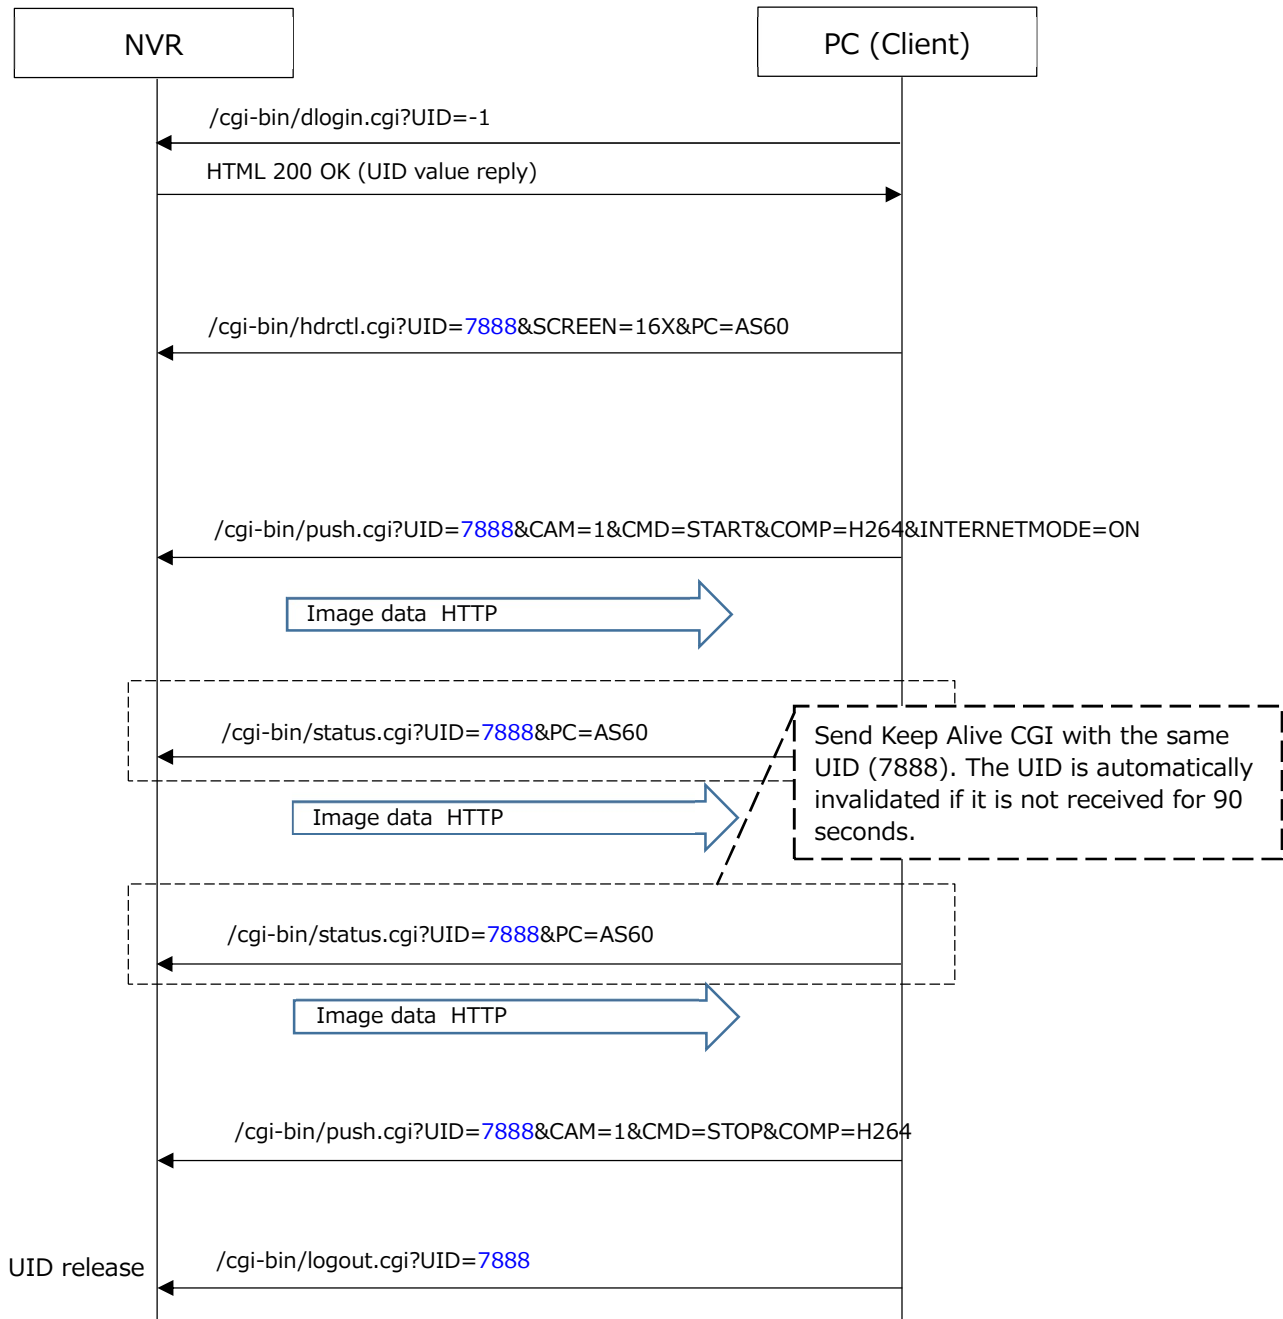 NVR
PC (Client)
/cgi-bin/dlogin.cgi?UID=-1
HTML 200 OK (UID value reply)
/cgi-bin/hdrctl.cgi?UID=7888&SCREEN=16X&PC=AS60
/cgi-bin/push.cgi?UID=7888&CAM=1&CMD=START&COMP=H264&INTERNETMODE=ON
Image data  HTTP
/cgi-bin/status.cgi?UID=7888&PC=AS60
Send Keep Alive CGI with the same
UID (7888). The UID is automatically
invalidated if it is not received for 90
seconds.
Image data  HTTP
/cgi-bin/status.cgi?UID=7888&PC=AS60
Image data  HTTP
/cgi-bin/push.cgi?UID=7888&CAM=1&CMD=STOP&COMP=H264
UID release
/cgi-bin/logout.cgi?UID=7888